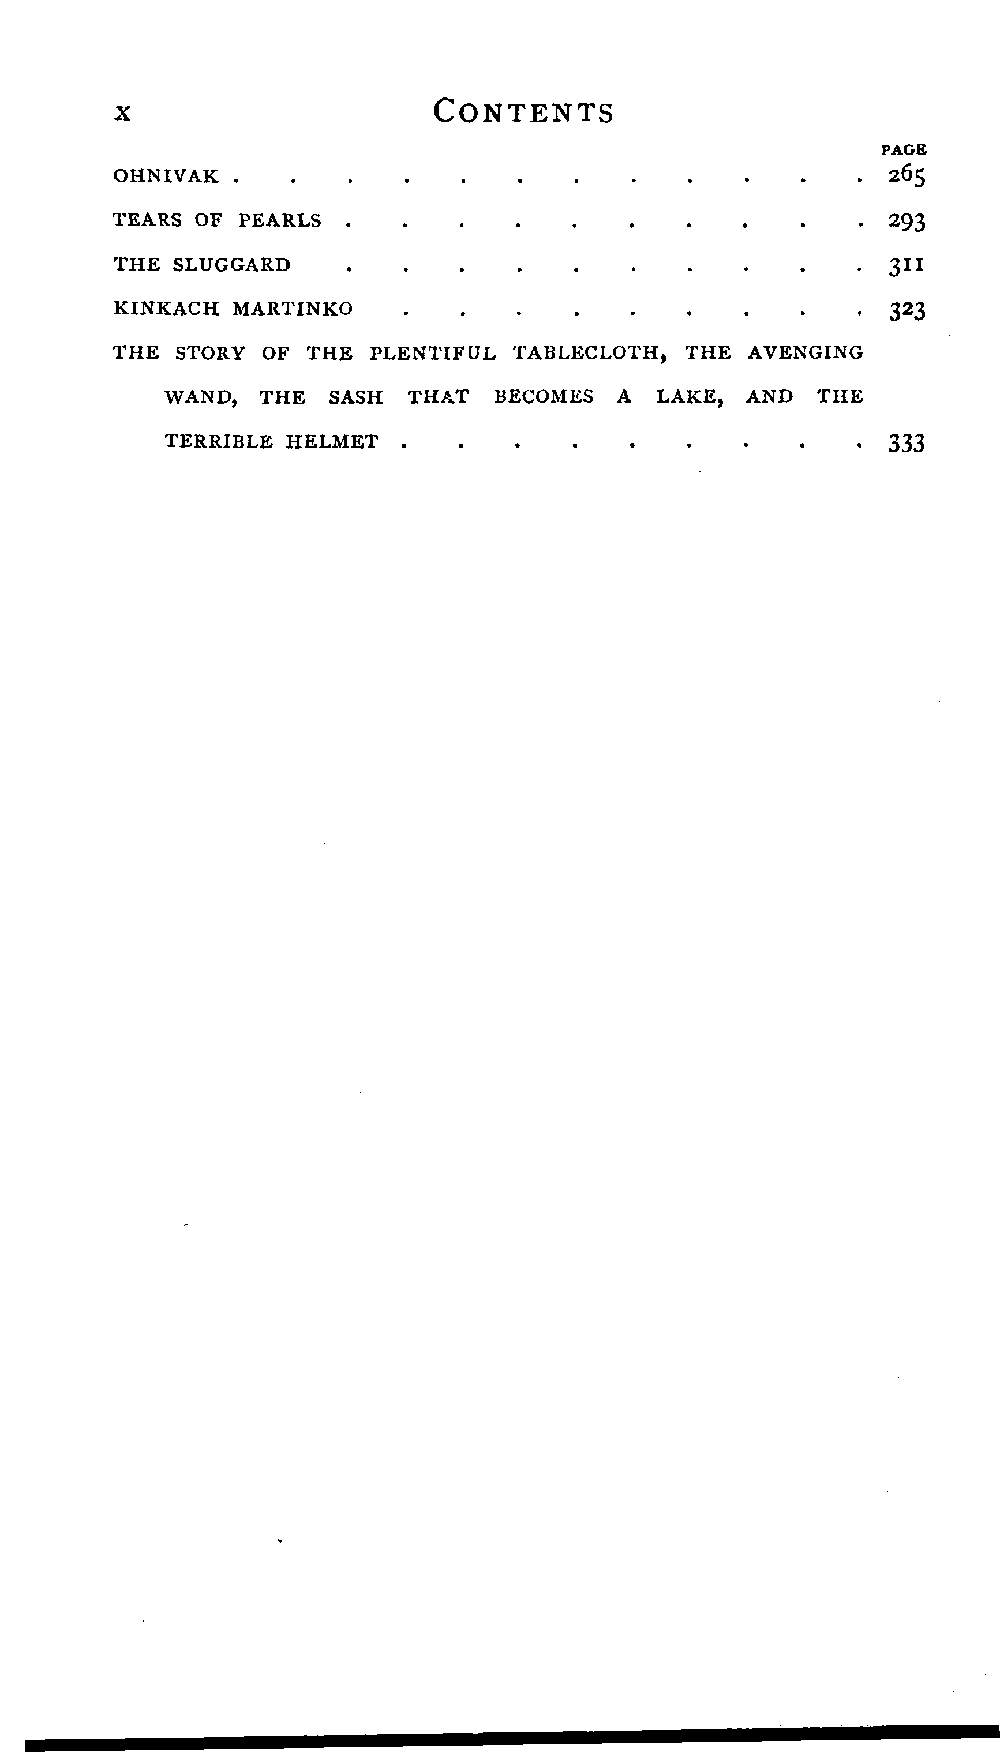 x CONTENTS
PAGE
OHNIVAK . . . . . . . . . . . . 265
TEARS OF PEARLS . . . . . . . . . . 293
THE SLUGGARD . . . . . . . . . . 311
KINKACH MARTINKO . . . . . . . . . 323
THE STORY OF THE PLENTIFUL TABLECLOTH, THE AVENGING
WAND, THE SASH THAT BECOMES A LAKE, AND THE
TERRIBLE HELMET . . . . . . . . . 333